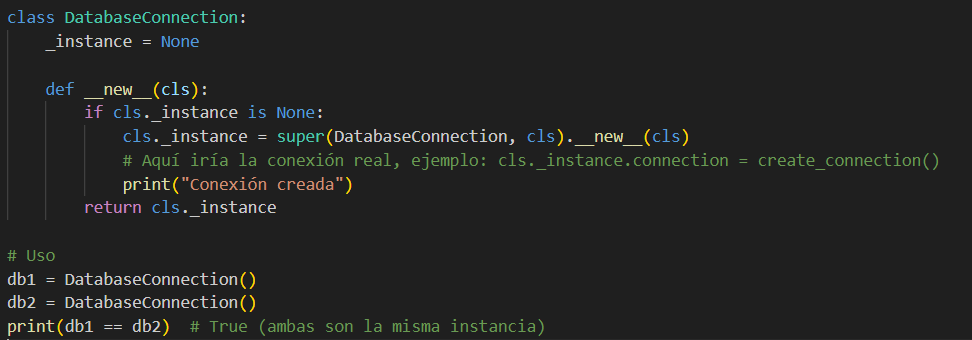 class DatabaseConnection:
    _instance = None

    def __new__(cls):
        if cls._instance is None:
            cls._instance = super(DatabaseConnection, cls).__new__(cls)
            # Aquí iría la conexión real, ejemplo: cls._instance.connection = create_connection()
            print("Conexión creada")
        return cls._instance

# Uso
db1 = DatabaseConnection()
db2 = DatabaseConnection()
print(db1 == db2)  # True (ambas son la misma instancia)